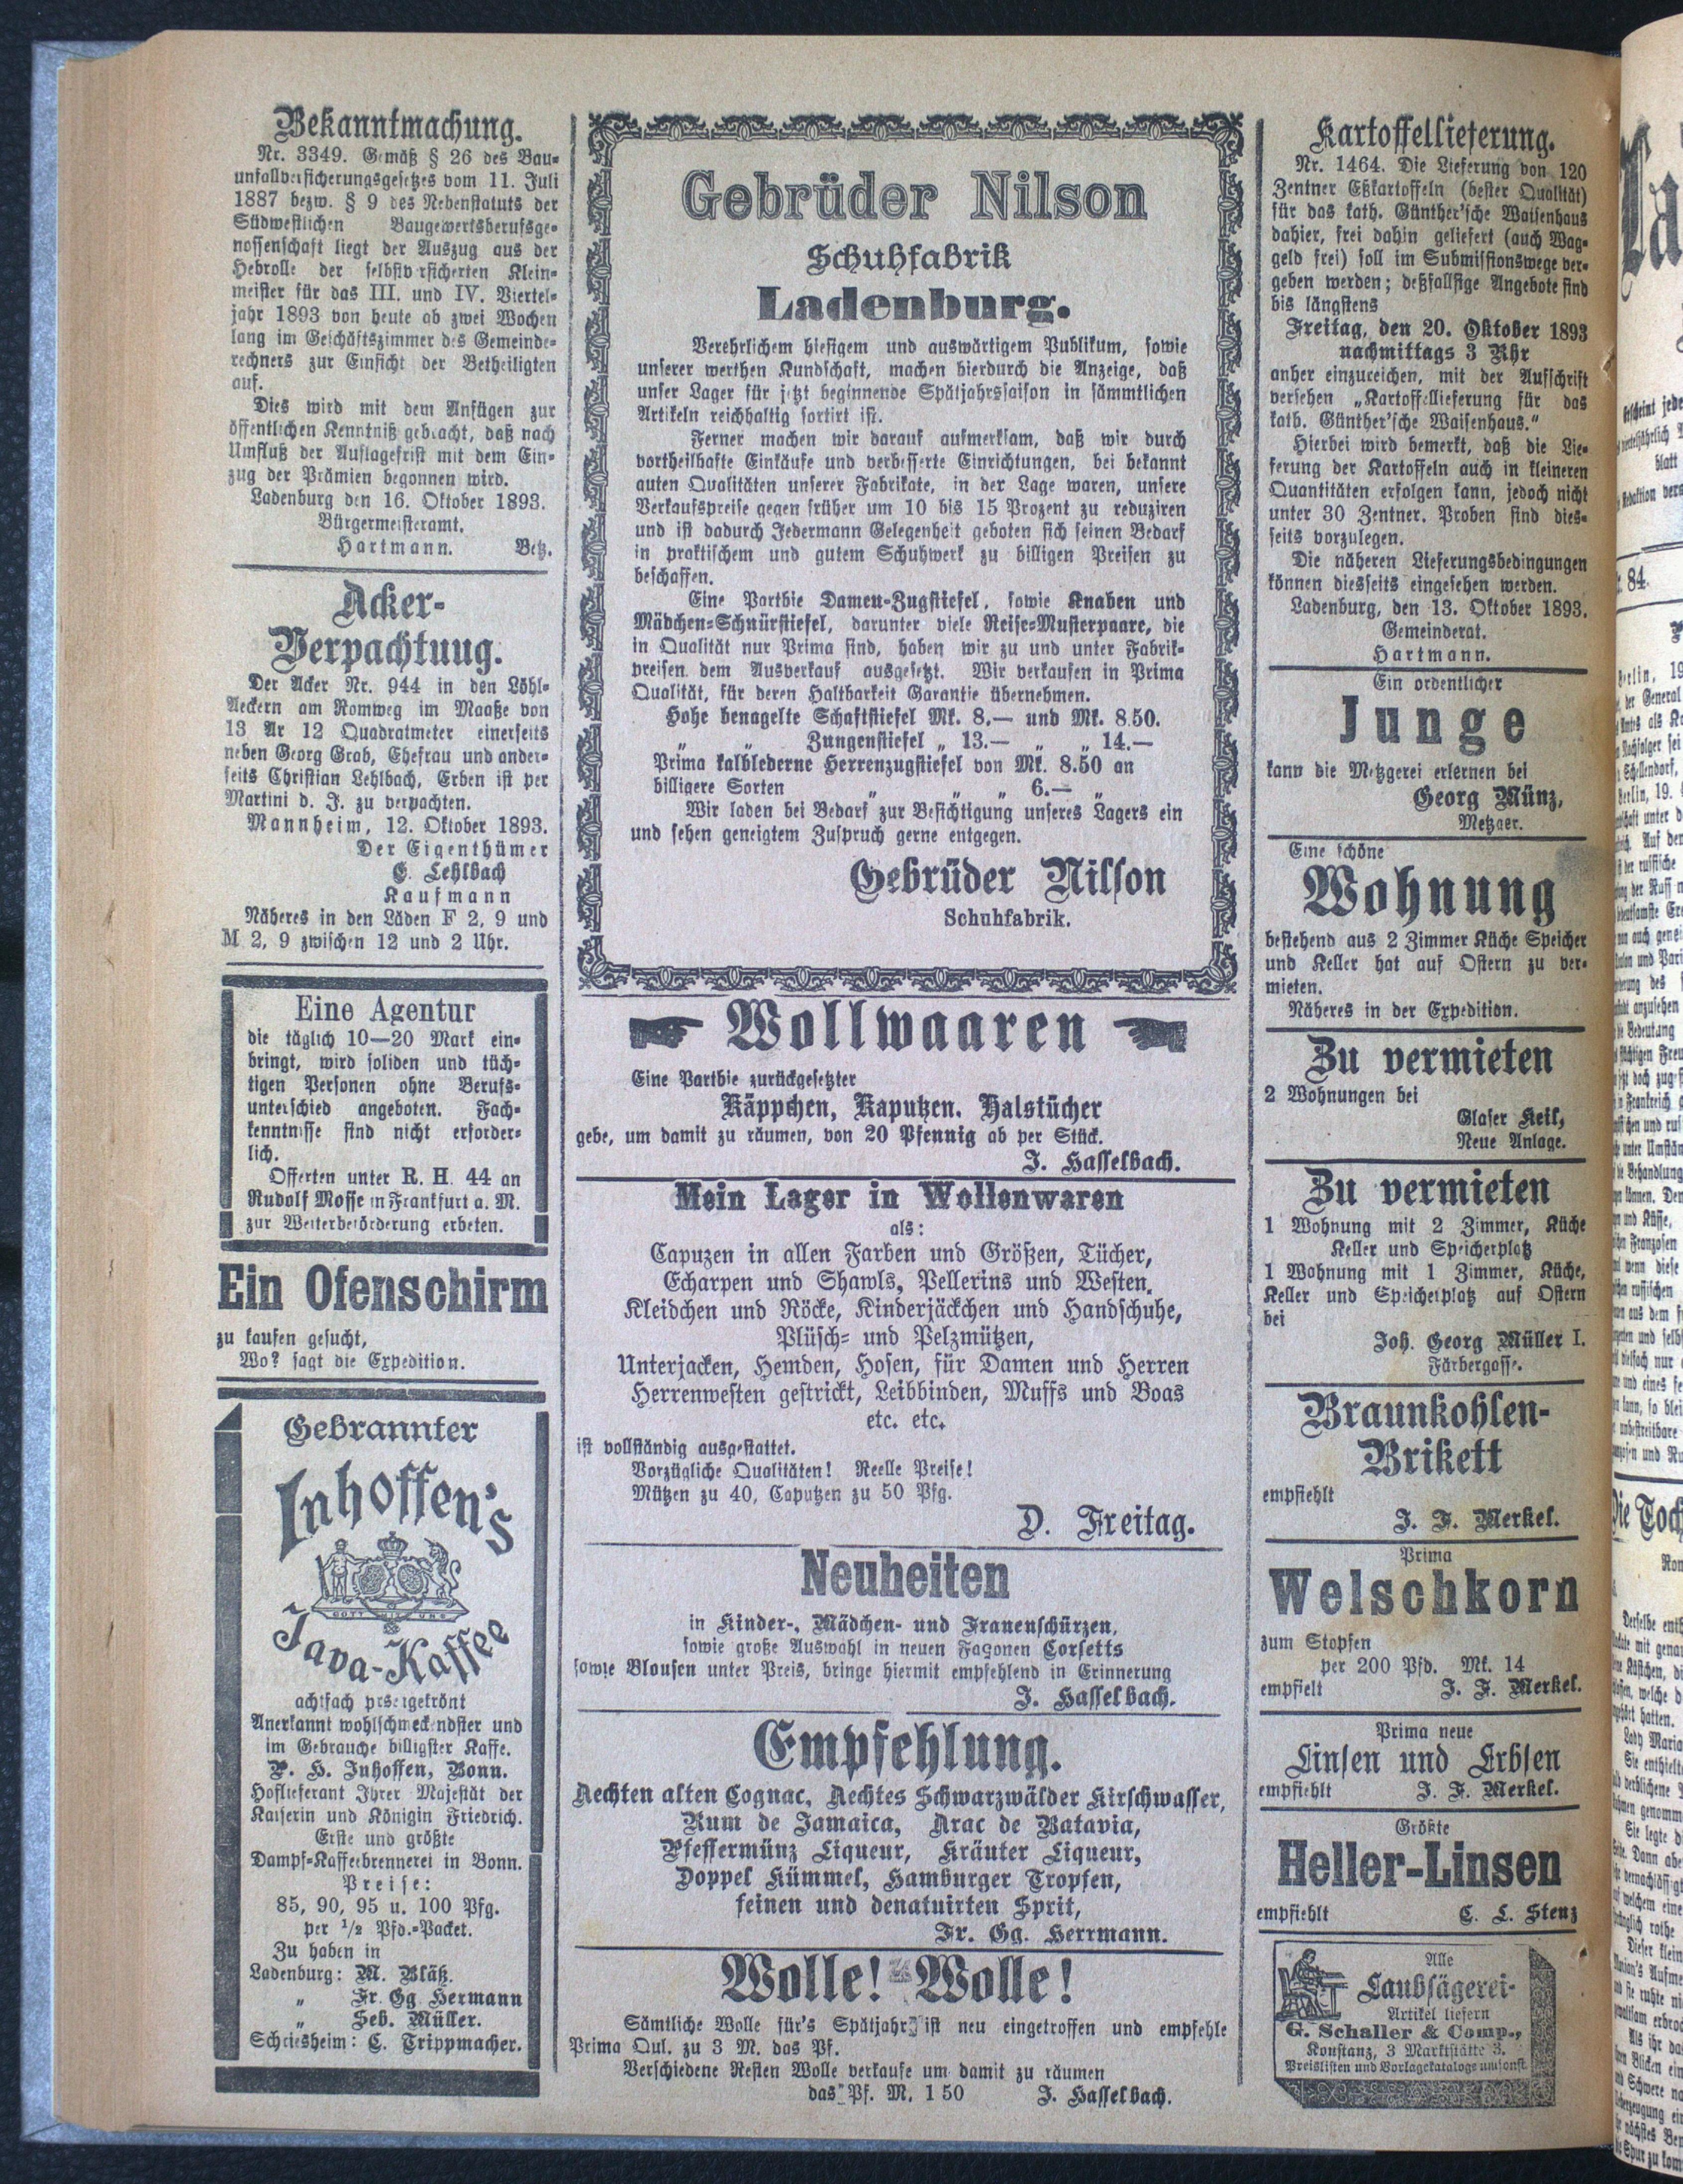 Bekanntmachung.
Nr. 3349. Gemäß § 26 des Bau-
unfallversicherungsgesetzes vom 11. Juli
1887 bezw. § 9 des Nebenstatuts der
Südwestlichen Baugewerksberufsge-
nossenschaft liegt der Auszug aus der
Hebrolle der selbstversicherten Klein-
meister für das III. und IV. Viertel-
jahr 1893 von heute ab zwei Wochen
lang im Geschäftszimmer des Gemeinde-
rechners zur Einsicht der Betheiligten
auf.
Dies wird mit dem Anfügen zur
öffentlichen Kenntniß gebracht, daß nach
Umfluß der Auflagefrist mit dem Ein-
zug der Prämien begonnen wird.
Ladenburg den 16. Oktober 1893.
Bürgermeisteramt.
Hartmann. Betz.
Acker-
Verpachtung.
Der Acker Nr. 944 in den Löhl-
Aeckern am Romweg im Maaße von
13 Ar 12 Quadratmeter einerseits
neben Georg Grab, Ehefrau und ander-
seits Christian Lehlbach, Erben ist per
Martini d. J. zu verpachten.
Mannheim, 12. Oktober 1893.
Der Eigenthümer
C. Lehlbach
Kaufmann
Näheres in den Läden F 2, 9 und
M 2, 9 zwischen 12 und 2 Uhr.
Eine Agentur
die täglich 10—20 Mark ein-
bringt, wird soliden und tüch-
tigen Personen ohne Berufs-
unterschied angeboten. Fach-
kenntnisse sind nicht erforder-
lich.
Offerten unter R. H. 44 an
Rudolf Mosse in Frankfurt a. M.
zur Weiterbeförderung erbeten.
Ein Ofenschirm
zu kaufen gesucht,
Wo? sagt die Expedition.
Gebrannter
Inhoffen's
GOTT MIT UNS
Java-Kaffee
achtfach preisgekrönt
Anerkannt wohlschmeckendster und
im Gebrauche billigster Kaffe.
P. H. Inhoffen, Bonn.
Hoflieferant Ihrer Majestät der
Kaiserin und Königin Friedrich.
Erste und größte
Dampf-Kaffeebrennerei in Bonn.
Preise:
85, 90, 95 u. 100 Pfg.
per 1/2 Pfd.-Packet.
Zu haben in
Ladenburg: M. Bläß.
" Fr. Gg. Hermann
" Seb. Müller.
Schriesheim: C. Trippmacher.
Gebrüder Nilson
Schuhfabrik
Ladenburg.
Verehrlichem hiesigem und auswärtigem Publikum, sowie
unserer werthen Kundschaft, machen hierdurch die Anzeige, daß
unser Lager für jetzt beginnende Spätjahrssaison in sämmtlichen
Artikeln reichhaltig sortirt ist.
Ferner machen wir darauf aufmerksam, daß wir durch
vortheilhafte Einkäufe und verbesserte Einrichtungen, bei bekannt
guten Qualitäten unserer Fabrikate, in der Lage waren, unsere
Verkaufspreise gegen früher um 10 bis 15 Prozent zu reduziren
und ist dadurch Jedermann Gelegenheit geboten sich seinen Bedarf
in praktischem und gutem Schuhwerk zu billigen Preisen zu
beschaffen.
Eine Parthie Damen-Zugstiefel, sowie Knaben und
Mädchen-Schnürstiefel, darunter viele Reise-Musterpaare, die
in Qualität nur Prima sind, haben wir zu und unter Fabrik-
preisen dem Ausverkauf ausgesetzt. Wir verkaufen in Prima
Qualität, für deren Haltbarkeit Garantie übernehmen.
Hohe benagelte Schaftstiefel Mk. 8.— und Mk. 8.50.
" " Zungenstiefel " 13.— " " 14.—
Prima kalblederne Herrenzugstiefel von Mk. 8.50 an
billigere Sorten " " " 6.— "
Wir laden bei Bedarf zur Besichtigung unseres Lagers ein
und sehen geneigtem Zuspruch gerne entgegen.
Gebrüder Nilson
Schuhfabrik.
Wollwaaren
Eine Parthie zurückgesetzter
Käppchen, Kaputzen. Halstücher
gebe, um damit zu räumen, von 20 Pfennig ab per Stück.
J. Hasselbach.
Mein Lager in Wollenwaren
als:
Capuzen in allen Farben und Größen, Tücher,
Echarpen und Shawls, Pellerins und Westen,
Kleidchen und Röcke, Kinderjäckchen und Handschuhe,
Plüsch- und Pelzmützen,
Unterjacken, Hemden, Hosen, für Damen und Herren
Herrenwesten gestrickt, Leibbinden, Muffs und Boas
etc. etc.
ist vollständig ausgestattet.
Vorzügliche Qualitäten! Reelle Preise!
Mützen zu 40, Caputzen zu 50 Pfg.
D. Freitag.
Neuheiten
in Kinder-, Mädchen- und Frauenschürzen,
sowie große Auswahl in neuen Façonen Corsetts
sowie Blousen unter Preis, bringe hiermit empfehlend in Erinnerung
J. Hasselbach.
Empfehlung.
Aechten alten Cognac, Aechtes Schwarzwälder Kirschwasser,
Rum de Jamaica, Arac de Batavia,
Pfeffermünz Liqueur, Kräuter Liqueur,
Doppel Kümmel, Hamburger Tropfen,
feinen und denaturirten Sprit,
Fr. Gg. Herrmann.
Wolle! Wolle!
Sämtliche Wolle für's Spätjahr ist neu eingetroffen und empfehle
Prima Qul. zu 3 M. das Pf.
Verschiedene Resten Wolle verkaufe um damit zu räumen
das Pf. M. 1 50 J. Hasselbach.
Kartoffellieferung.
Nr. 1464. Die Lieferung von 120
Zentner Eßkartoffeln (bester Qualität)
für das kath. Günther'sche Waisenhaus
dahier, frei dahin geliefert (auch Wag-
geld frei) soll im Submissionswege ver-
geben werden; deßfallsige Angebote sind
bis längstens
Freitag, den 20. Oktober 1893
nachmittags 3 Uhr
anher einzureichen, mit der Aufschrift
versehen „Kartoffellieferung für das
kath. Günther'sche Waisenhaus."
Hierbei wird bemerkt, daß die Lie-
ferung der Kartoffeln auch in kleineren
Quantitäten erfolgen kann, jedoch nicht
unter 30 Zentner. Proben sind dies-
seits vorzulegen.
Die näheren Lieferungsbedingungen
können diesseits eingesehen werden.
Ladenburg, den 13. Oktober 1893.
Gemeinderat.
Hartmann.
Ein ordentlicher
Junge
kann die Metzgerei erlernen bei
Georg Münz,
Metzger.
Eine schöne
Wohnung
bestehend aus 2 Zimmer Küche Speicher
und Keller hat auf Ostern zu ver-
mieten.
Näheres in der Expedition.
Zu vermieten
2 Wohnungen bei
Glaser Keil,
Neue Anlage.
Zu vermieten
1 Wohnung mit 2 Zimmer, Küche
Keller und Speicherplatz
1 Wohnung mit 1 Zimmer, Küche,
Keller und Speicherplatz auf Ostern
bei
Joh. Georg Müller I.
Färbergasse.
Braunkohlen-
Brikett
empfiehlt
J. F. Merkel.
Prima
Welschkorn
zum Stopfen
per 200 Pfd. Mk. 14
empfielt J. F. Merkel.
Prima neue
Linsen und Erbsen
empfiehlt J. F. Merkel.
Größte
Heller-Linsen
empfiehlt C. L. Stenz
Alle
Laubsägerei-
Artikel liefern
G. Schaller & Comp.,
Konstanz, 3 Marktstätte 3.
Preislisten und Vorlagekataloge umsonst